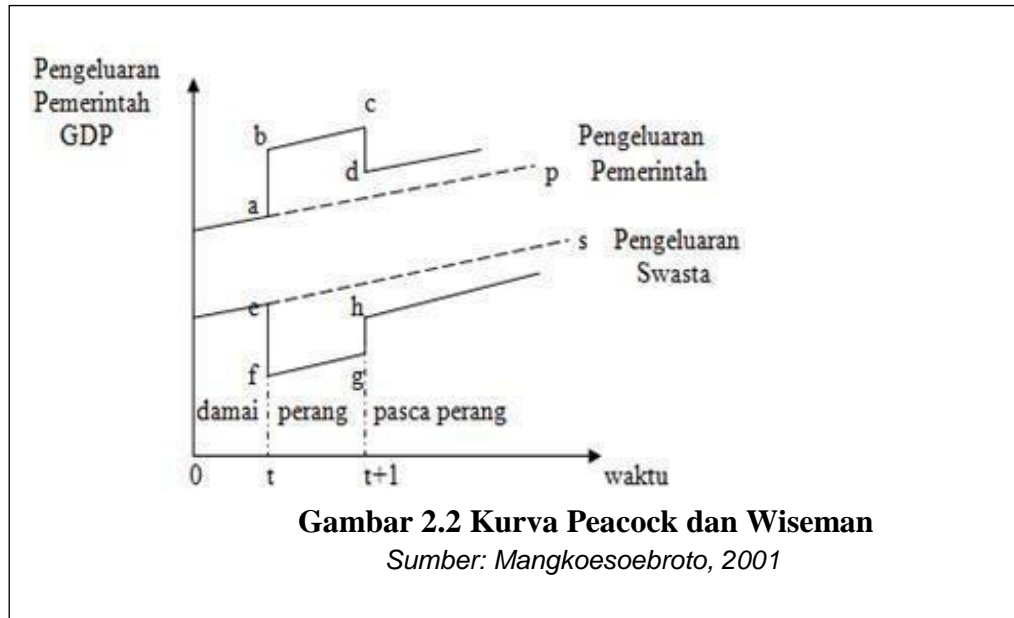 Pengeluaran
Pemerintah
GDP
c
b
Pengeluaran
Pemerintah
d
p
a
s Pengeluaran
Swasta
e
h
f
g
damai perang pasca perang
0 t t+1 waktu
Gambar 2.2 Kurva Peacock dan Wiseman
Sumber: Mangkoesoebroto, 2001